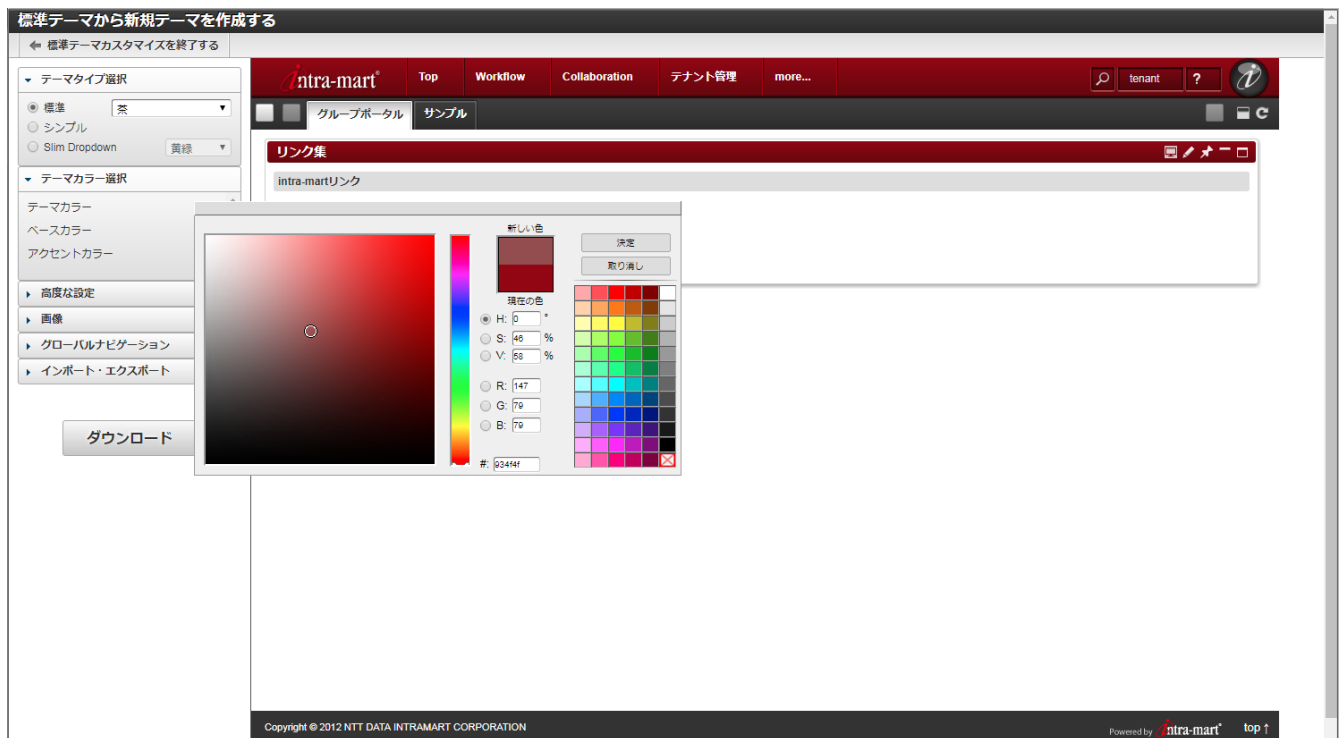 標準テーマから新規テーマを作成する
標準テーマカスタマイズを終了する
テーマタイプ選択
標準 茶
シンプル
Slim Dropdown 黄緑
テーマカラー選択
テーマカラー
ベースカラー
アクセントカラー
高度な設定
画像
グローバルナビゲーション
インポート・エクスポート
ダウンロード
intra-mart® Top Workflow Collaboration テナント管理 more... tenant ?
グループポータル サンプル
リンク集
intra-martリンク
新しい色
現在の色
決定
取り消し
H: 0 °
S: 46 %
V: 58 %
R: 147
G: 79
B: 79
#: 934f4f
Copyright © 2012 NTT DATA INTRAMART CORPORATION
Powered by intra-mart® top ↑